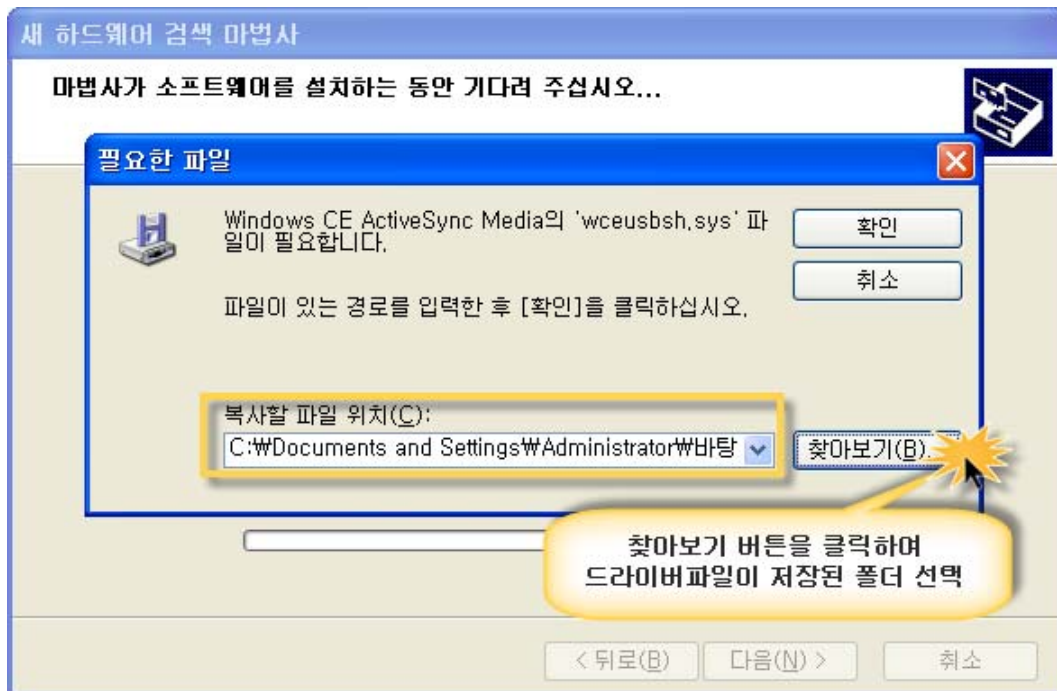 새 하드웨어 검색 마법사
마법사가 소프트웨어를 설치하는 동안 기다려 주십시오...
필요한 파일
Windows CE ActiveSync Media의 'wceusbsh.sys' 파
일이 필요합니다.
확인
취소
파일이 있는 경로를 입력한 후 [확인]을 클릭하십시오.
복사할 파일 위치(C):
C:₩Documents and Settings₩Administrator₩바탕
찾아보기(B)...
찾아보기 버튼을 클릭하여
드라이버파일이 저장된 폴더 선택
< 뒤로(B) 다음(N) > 취소